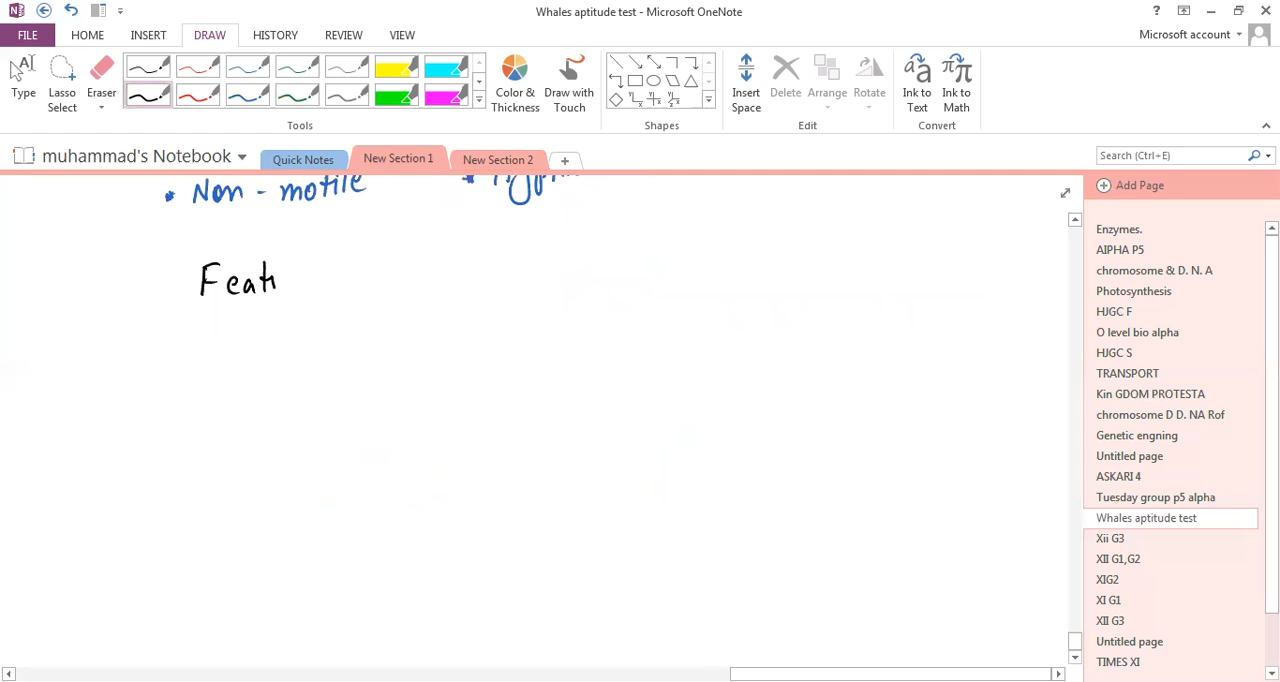 Whales aptitude test - Microsoft OneNote
FILE HOME INSERT DRAW HISTORY REVIEW VIEW
Microsoft account
Type Lasso Select Eraser Color & Thickness Draw with Touch Insert Space Delete Arrange Rotate Ink to Text Ink to Math
Tools Shapes Edit Convert
muhammad's Notebook Quick Notes New Section 1 New Section 2
Search (Ctrl+E)
Add Page
• Non - motile
Feat
Enzymes.
AIPHA P5
chromosome & D. N. A
Photosynthesis
HJGC F
O level bio alpha
HJGC S
TRANSPORT
Kin GDOM PROTESTA
chromosome D D. NA Rof
Genetic engning
Untitled page
ASKARI 4
Tuesday group p5 alpha
Whales aptitude test
Xii G3
XII G1,G2
XIG2
XI G1
XII G3
Untitled page
TIMES XI